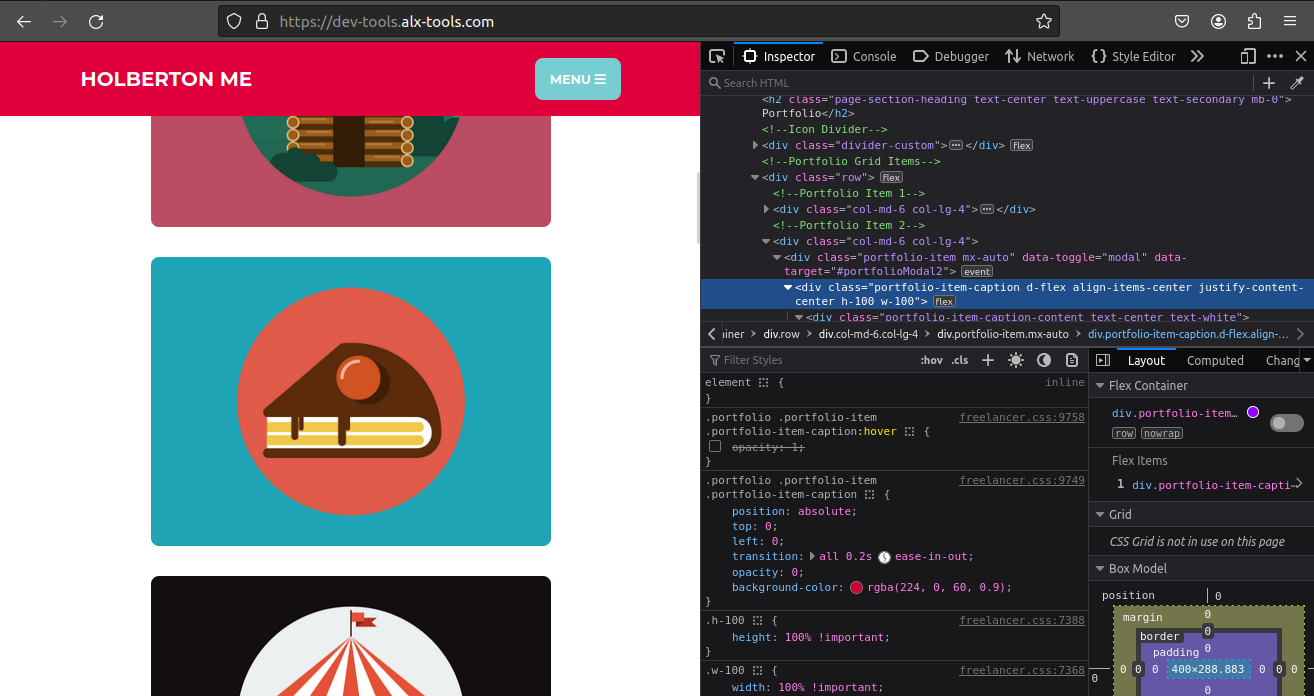 https://dev-tools.alx-tools.com
HOLBERTON ME
MENU
Inspector
Console
Debugger
Network
Style Editor
Search HTML
<h2 class="page-section-heading text-center text-uppercase text-secondary mb-0">
Portfolio</h2>
<!--Icon Divider-->
<div class="divider-custom"></div> flex
<!--Portfolio Grid Items-->
<div class="row"> flex
<!--Portfolio Item 1-->
<div class="col-md-6 col-lg-4"></div>
<!--Portfolio Item 2-->
<div class="col-md-6 col-lg-4">
<div class="portfolio-item mx-auto" data-toggle="modal" data-
target="#portfolioModal2"> event
<div class="portfolio-item-caption d-flex align-items-center justify-content-
center h-100 w-100"> flex
<div class="portfolio-item-caption-content text-center text-white">
iner
div.row
div.col-md-6.col-lg-4
div.portfolio-item.mx-auto
div.portfolio-item-caption.d-flex.align-...
Filter Styles
:hov .cls
element {
inline
}
.portfolio .portfolio-item
freelancer.css:9758
.portfolio-item-caption:hover {
opacity: 1;
}
.portfolio .portfolio-item
freelancer.css:9749
.portfolio-item-caption {
position: absolute;
top: 0;
left: 0;
transition: all 0.2s ease-in-out;
opacity: 0;
background-color: rgba(224, 0, 60, 0.9);
}
.h-100 {
freelancer.css:7388
height: 100% !important;
}
.w-100 {
freelancer.css:7368
width: 100% !important;
Layout
Computed
Chang
Flex Container
div.portfolio-item…
row nowrap
Flex Items
1 div.portfolio-item-capti…
Grid
CSS Grid is not in use on this page
Box Model
position
0
margin
0
border
0
padding
0
0 0 0 0 400×288.883 0 0 0
0